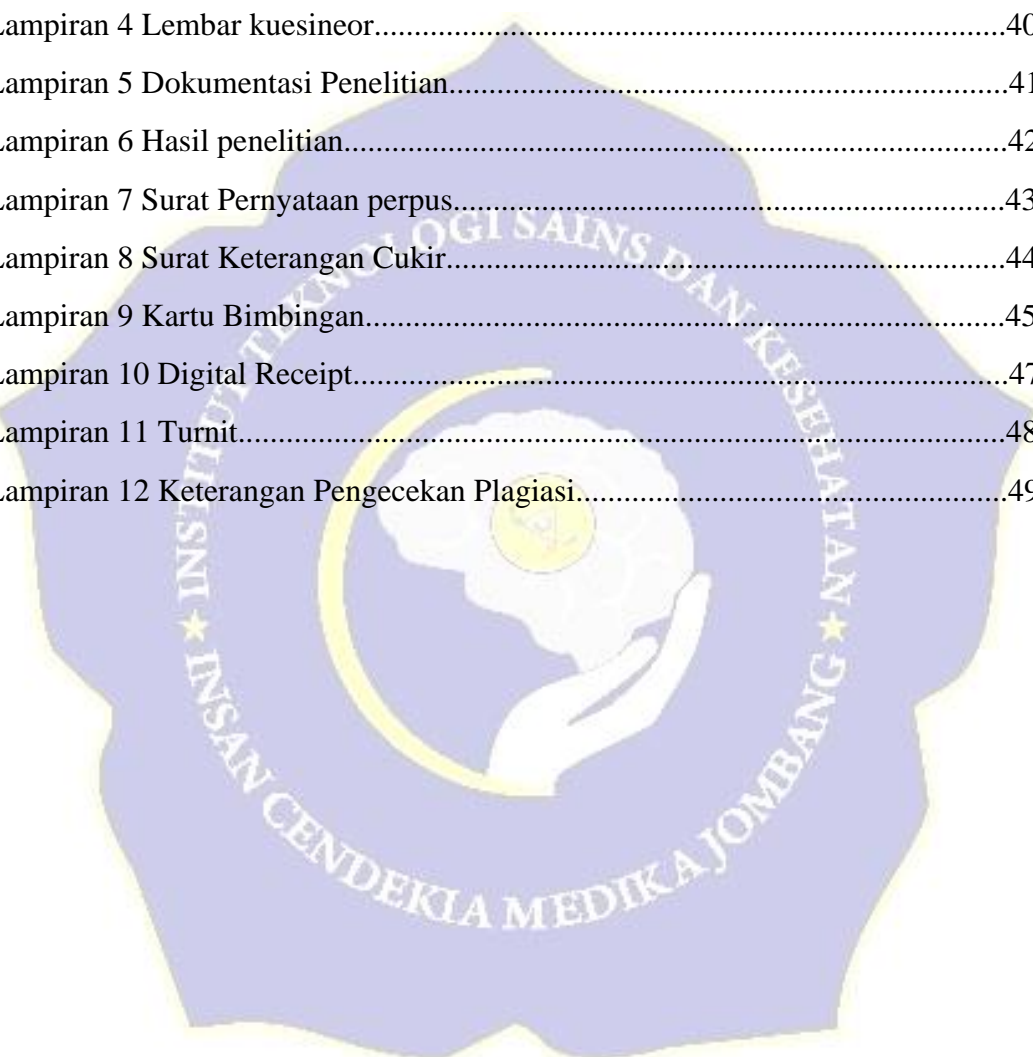 Lampiran 4 Lembar kuesineor....................................................................................40
Lampiran 5 Dokumentasi Penelitian.........................................................................41
Lampiran 6 Hasil penelitian........................................................................................42
Lampiran 7 Surat Pernyataan perpus........................................................................43
Lampiran 8 Surat Keterangan Cukir.........................................................................44
Lampiran 9 Kartu Bimbingan.....................................................................................45
Lampiran 10 Digital Receipt.......................................................................................47
Lampiran 11 Turnit......................................................................................................48
Lampiran 12 Keterangan Pengecekan Plagiasi........................................................49
INSTITUT TEKNOLOGI SAINS DAN KESEHATAN
INSAN CENDEKIA MEDIKA JOMBANG